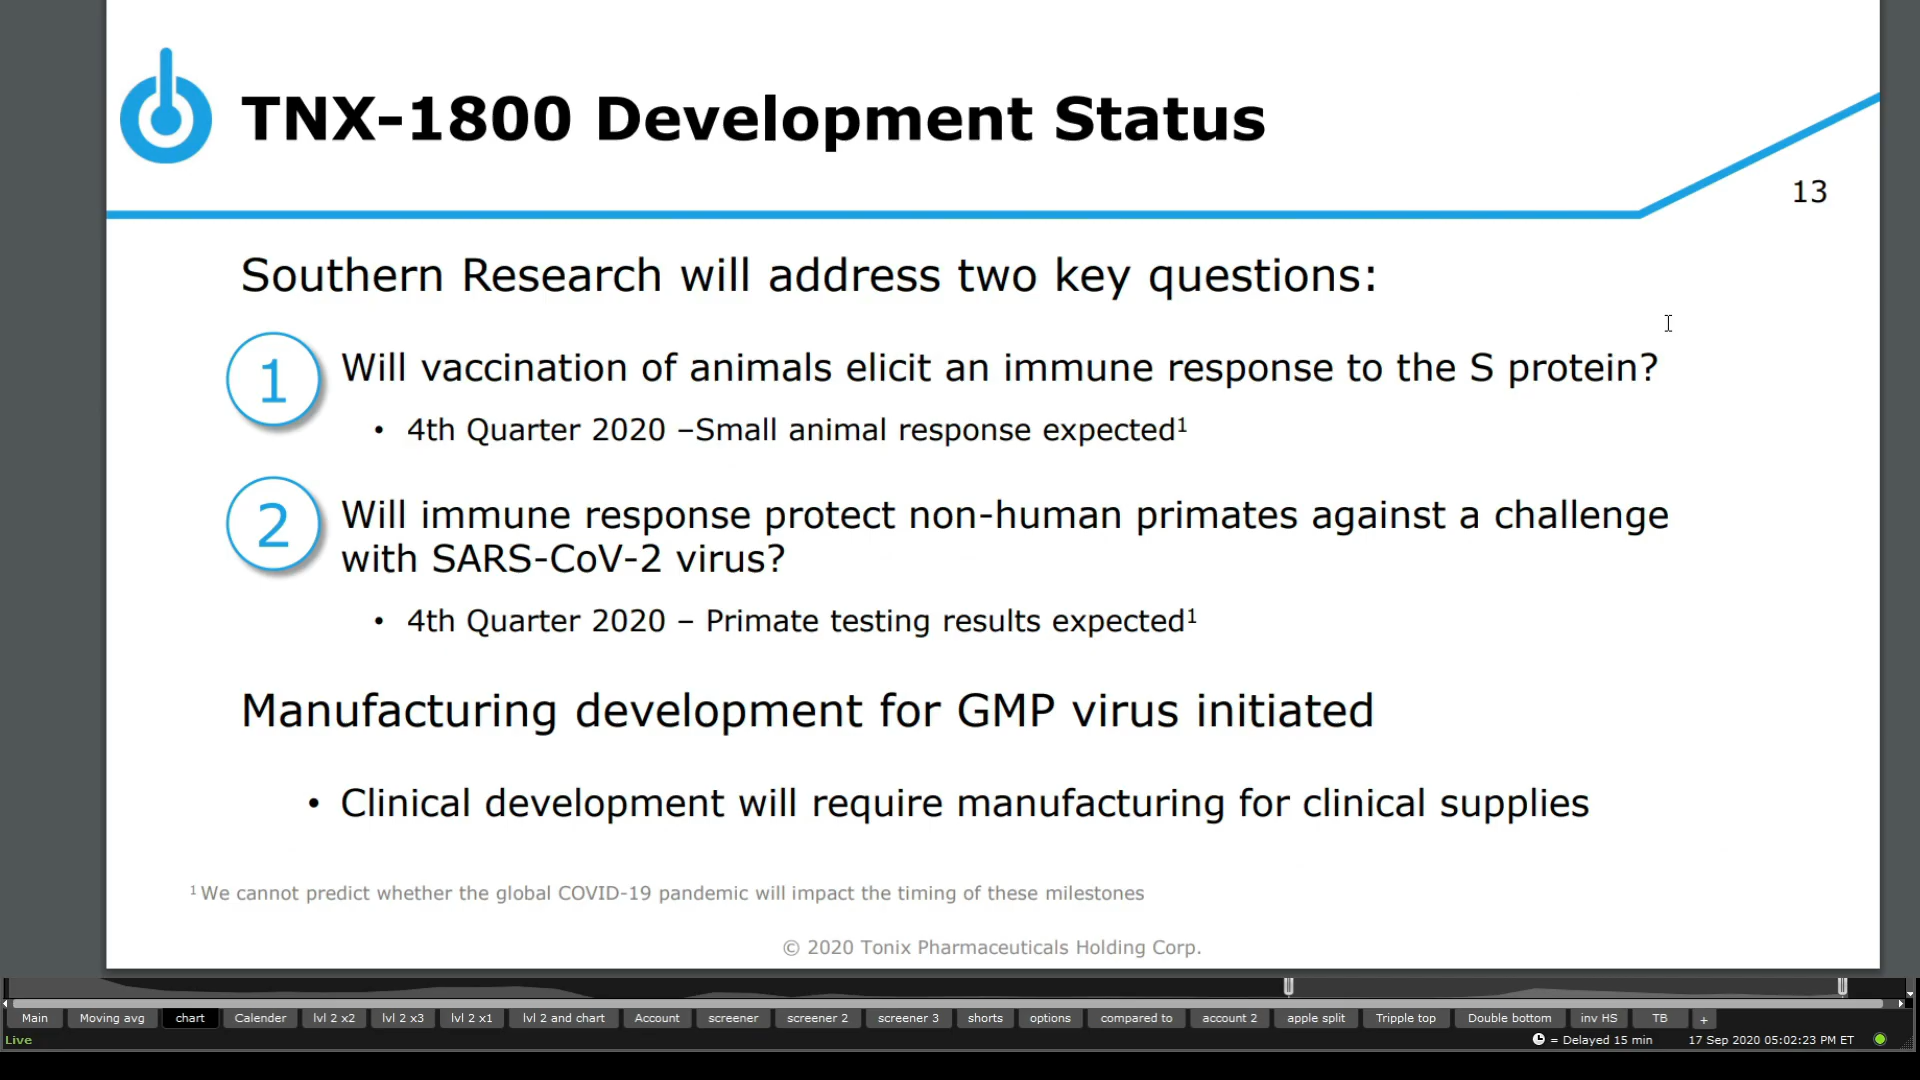 TNX-1800 Development Status
13
Southern Research will address two key questions:
1
Will vaccination of animals elicit an immune response to the S protein?
• 4th Quarter 2020 –Small animal response expected¹
2
Will immune response protect non-human primates against a challenge
with SARS-CoV-2 virus?
• 4th Quarter 2020 – Primate testing results expected¹
Manufacturing development for GMP virus initiated
• Clinical development will require manufacturing for clinical supplies
¹ We cannot predict whether the global COVID-19 pandemic will impact the timing of these milestones
© 2020 Tonix Pharmaceuticals Holding Corp.
Main Moving avg chart Calender lvl 2 x2 lvl 2 x3 lvl 2 x1 lvl 2 and chart Account screener screener 2 screener 3 shorts options compared to account 2 apple split Tripple top Double bottom inv HS TB +
Live = Delayed 15 min 17 Sep 2020 05:02:23 PM ET